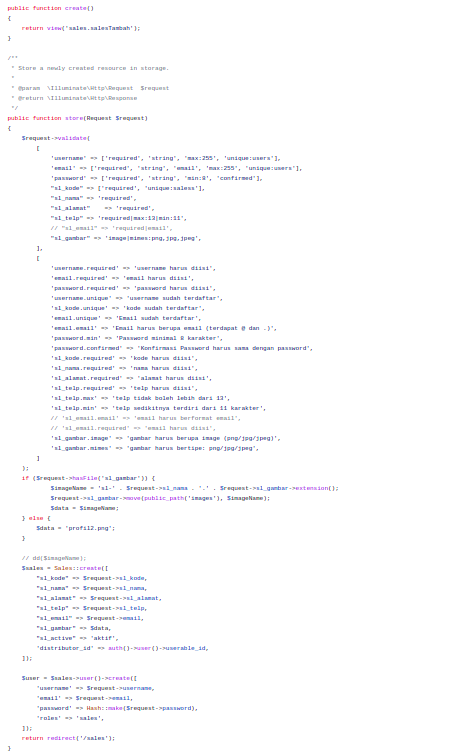 public function create()
{
    return view('sales.salesTambah');
}

/**
 * Store a newly created resource in storage.
 *
 * @param  \Illuminate\Http\Request  $request
 * @return \Illuminate\Http\Response
 */
public function store(Request $request)
{
    $request->validate(
        [
            'username' => ['required', 'string', 'max:255', 'unique:users'],
            'email' => ['required', 'string', 'email', 'max:255', 'unique:users'],
            'password' => ['required', 'string', 'min:8', 'confirmed'],
            "sl_kode" => ['required', 'unique:saless'],
            "sl_nama" => 'required',
            "sl_alamat"    => 'required',
            "sl_telp" => 'required|max:13|min:11',
            // "sl_email" => 'required|email',
            "sl_gambar" => 'image|mimes:png,jpg,jpeg',
        ],
        [
            'username.required' => 'username harus diisi',
            'email.required' => 'email harus diisi',
            'password.required' => 'password harus diisi',
            'username.unique' => 'username sudah terdaftar',
            'sl_kode.unique' => 'kode sudah terdaftar',
            'email.unique' => 'Email sudah terdaftar',
            'email.email' => 'Email harus berupa email (terdapat @ dan .)',
            'password.min' => 'Password minimal 8 karakter',
            'password.confirmed' => 'Konfirmasi Password harus sama dengan password',
            'sl_kode.required' => 'kode harus diisi',
            'sl_nama.required' => 'nama harus diisi',
            'sl_alamat.required' => 'alamat harus diisi',
            'sl_telp.required' => 'telp harus diisi',
            'sl_telp.max' => 'telp tidak boleh lebih dari 13',
            'sl_telp.min' => 'telp sedikitnya terdiri dari 11 karakter',
            // 'sl_email.email' => 'email harus berformat email',
            // 'sl_email.required' => 'email harus diisi',
            'sl_gambar.image' => 'gambar harus berupa image (png/jpg/jpeg)',
            'sl_gambar.mimes' => 'gambar harus bertipe: png/jpg/jpeg',
        ]
    );
    if ($request->hasFile('sl_gambar')) {
            $imageName = 'sl-' . $request->sl_nama . '.' . $request->sl_gambar->extension();
            $request->sl_gambar->move(public_path('images'), $imageName);
            $data = $imageName;
    } else {
        $data = 'profil2.png';
    }

    // dd($imageName);
    $sales = Sales::create([
        "sl_kode" => $request->sl_kode,
        "sl_nama" => $request->sl_nama,
        "sl_alamat" => $request->sl_alamat,
        "sl_telp" => $request->sl_telp,
        "sl_email" => $request->email,
        "sl_gambar" => $data,
        "sl_active" => 'aktif',
        'distributor_id' => auth()->user()->userable_id,
    ]);

    $user = $sales->user()->create([
        'username' => $request->username,
        'email' => $request->email,
        'password' => Hash::make($request->password),
        'roles' => 'sales',
    ]);
    return redirect('/sales');
}